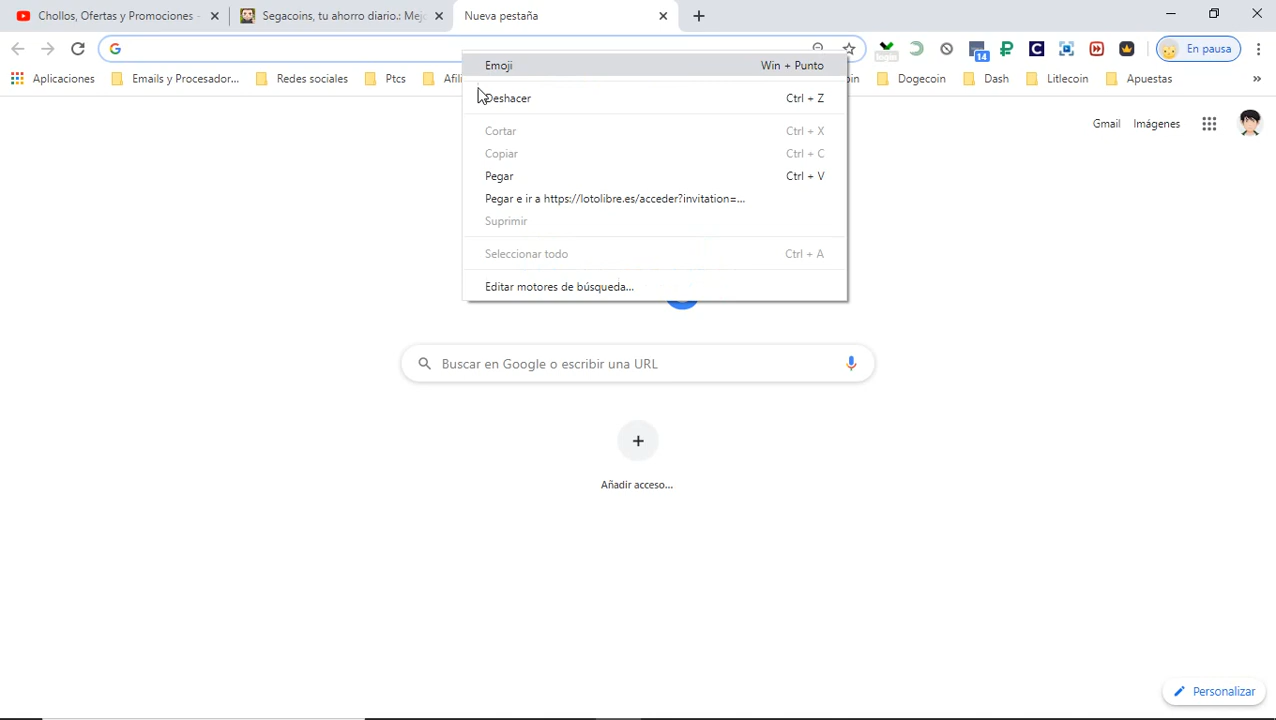 Chollos, Ofertas y Promociones -
Segacoins, tu ahorro diario.: Mejo
Nueva pestaña
14
En pausa
Aplicaciones
Emails y Procesador...
Redes sociales
Ptcs
Dogecoin
Dash
Litlecoin
Apuestas
Emoji Win + Punto
Deshacer Ctrl + Z
Cortar Ctrl + X
Copiar Ctrl + C
Pegar Ctrl + V
Pegar e ir a https://lotolibre.es/acceder?invitation=...
Suprimir
Seleccionar todo Ctrl + A
Editar motores de búsqueda...
Gmail Imágenes
Buscar en Google o escribir una URL
Añadir acceso...
Personalizar